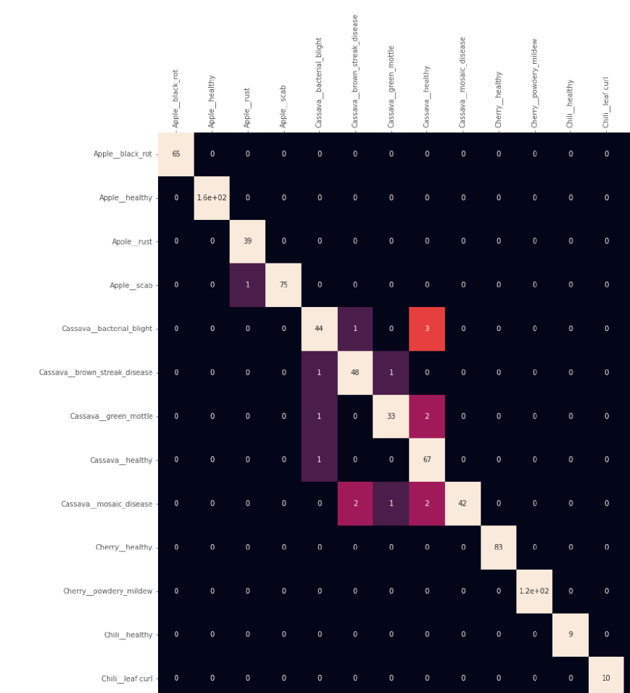 Apple__black_rot
Apple__healthy
Apple__rust
Apple__scab
Cassava__bacterial_blight
Cassava__brown_streak_disease
Cassava__green_mottle
Cassava__healthy
Cassava__mosaic_disease
Cherry__healthy
Cherry__powdery_mildew
Chili__healthy
Chili__leaf curl
Apple__black_rot 65 0 0 0 0 0 0 0 0 0 0 0 0
Apple__healthy 0 1.6e+02 0 0 0 0 0 0 0 0 0 0 0
Apple__rust 0 0 39 0 0 0 0 0 0 0 0 0 0
Apple__scab 0 0 1 75 0 0 0 0 0 0 0 0 0
Cassava__bacterial_blight 0 0 0 0 44 1 0 3 0 0 0 0 0
Cassava__brown_streak_disease 0 0 0 0 1 48 1 0 0 0 0 0 0
Cassava__green_mottle 0 0 0 0 1 0 33 2 0 0 0 0 0
Cassava__healthy 0 0 0 0 1 0 0 67 0 0 0 0 0
Cassava__mosaic_disease 0 0 0 0 0 2 1 2 42 0 0 0 0
Cherry__healthy 0 0 0 0 0 0 0 0 0 83 0 0 0
Cherry__powdery_mildew 0 0 0 0 0 0 0 0 0 0 1.2e+02 0 0
Chili__healthy 0 0 0 0 0 0 0 0 0 0 0 9 0
Chili__leaf curl 0 0 0 0 0 0 0 0 0 0 0 0 10